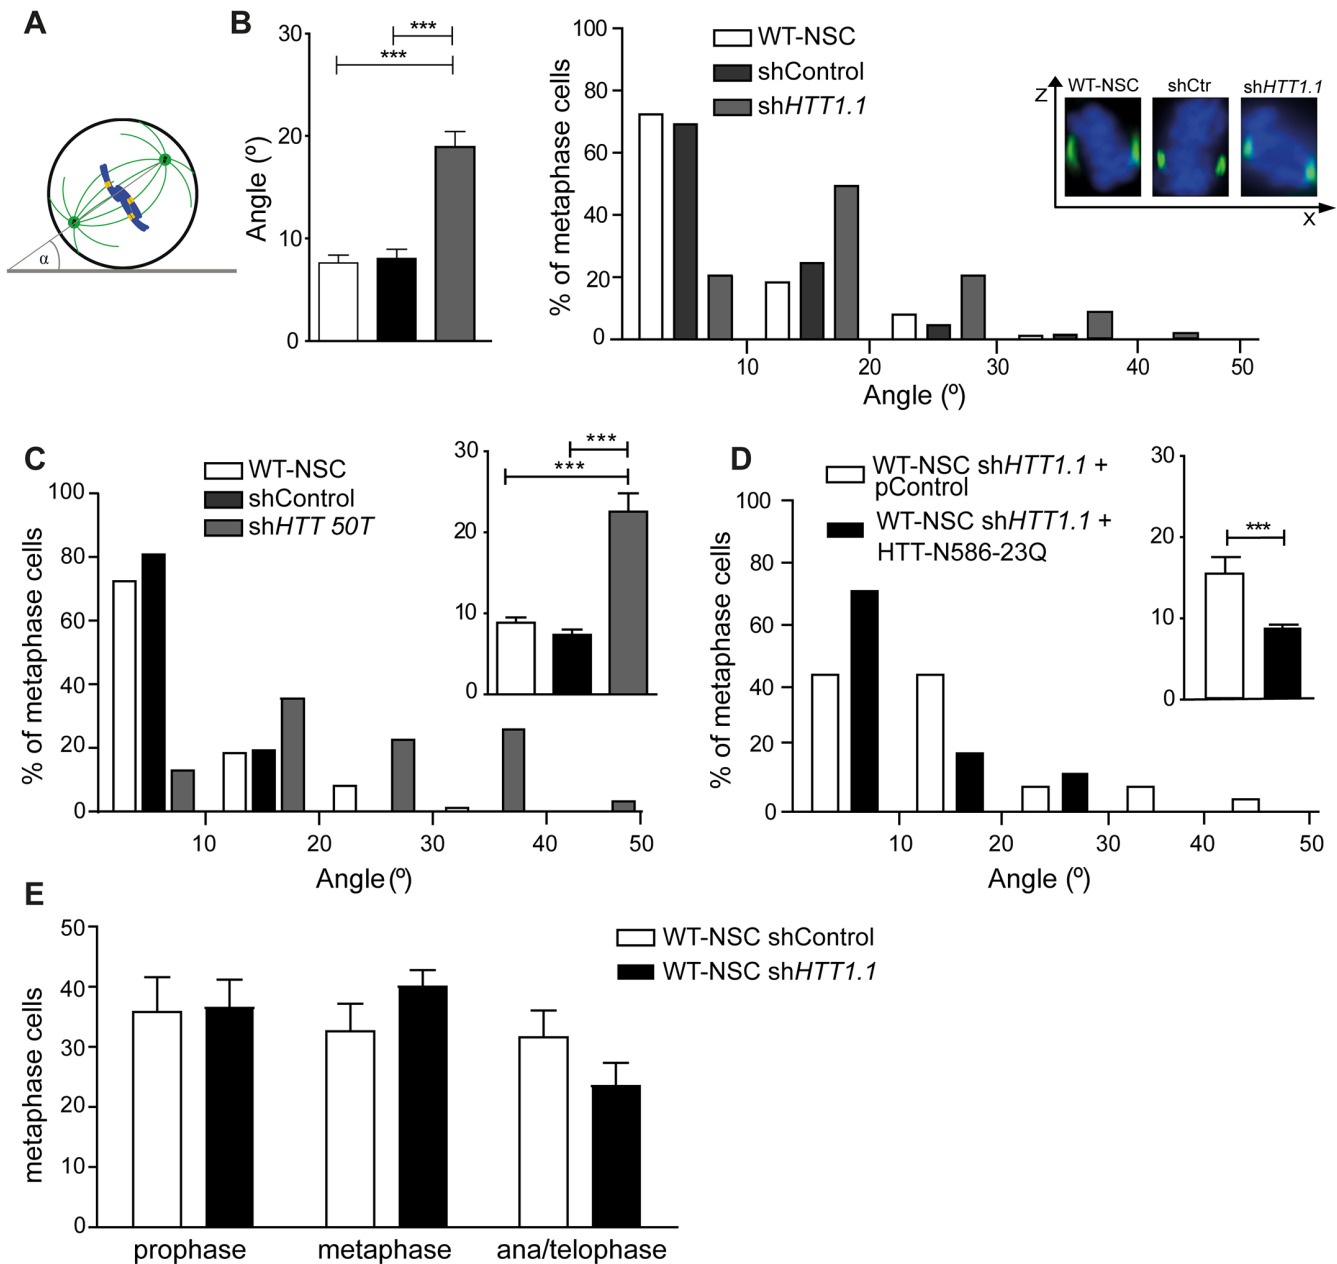 A
α
B
Angle (º)
30
20
10
0
***
***
% of metaphase cells
100
80
60
40
20
0
WT-NSC
shControl
shHTT1.1
10 20 30 40 50
Angle (º)
Z
WT-NSC shCtr shHTT1.1
X
C
WT-NSC
shControl
shHTT 50T
% of metaphase cells
100
80
60
40
20
0
10 20 30 40 50
Angle (º)
30
20
10
0
***
***
D
WT-NSC shHTT1.1 +
pControl
WT-NSC shHTT1.1 +
HTT-N586-23Q
% of metaphase cells
100
80
60
40
20
0
10 20 30 40 50
Angle (º)
30
20
10
0
***
E
metaphase cells
50
40
30
20
10
0
WT-NSC shControl
WT-NSC shHTT1.1
prophase metaphase ana/telophase